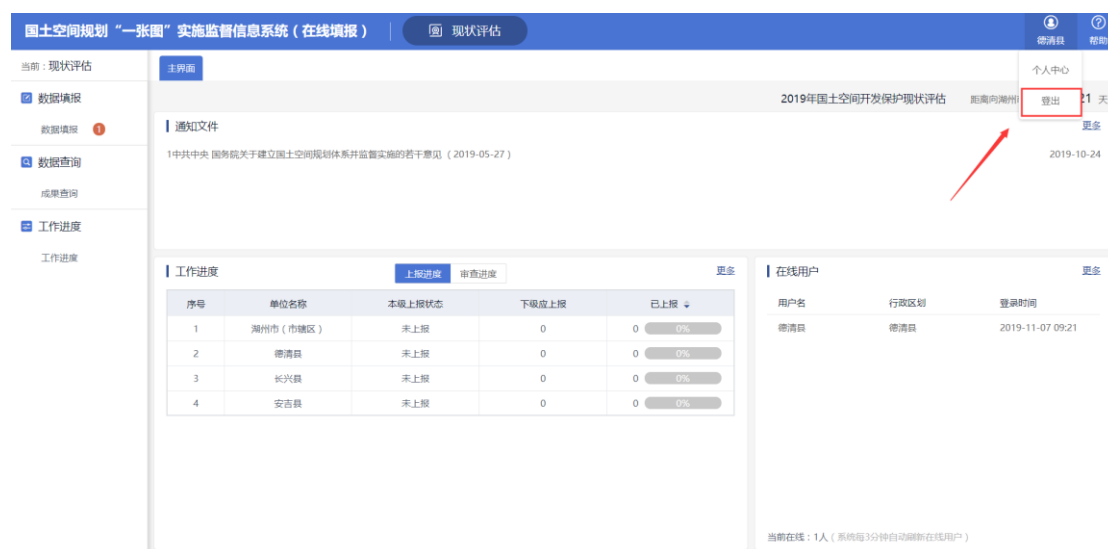 国土空间规划“一张图”实施监督信息系统（在线填报） 现状评估 德清县 帮助
当前：现状评估
主界面
个人中心
登出
数据填报
数据填报 1
数据查询
成果查询
工作进度
工作进度
2019年国土空间开发保护现状评估 距离向湖州 21 天
通知文件 更多
1中共中央 国务院关于建立国土空间规划体系并监督实施的若干意见（2019-05-27） 2019-10-24
工作进度 上报进度 审查进度 更多
序号 单位名称 本级上报状态 下级应上报 已上报
1 湖州市（市辖区） 未上报 0 0 0%
2 德清县 未上报 0 0 0%
3 长兴县 未上报 0 0 0%
4 安吉县 未上报 0 0 0%
在线用户 更多
用户名 行政区划 登录时间
德清县 德清县 2019-11-07 09:21
当前在线：1人（系统每3分钟自动刷新在线用户）